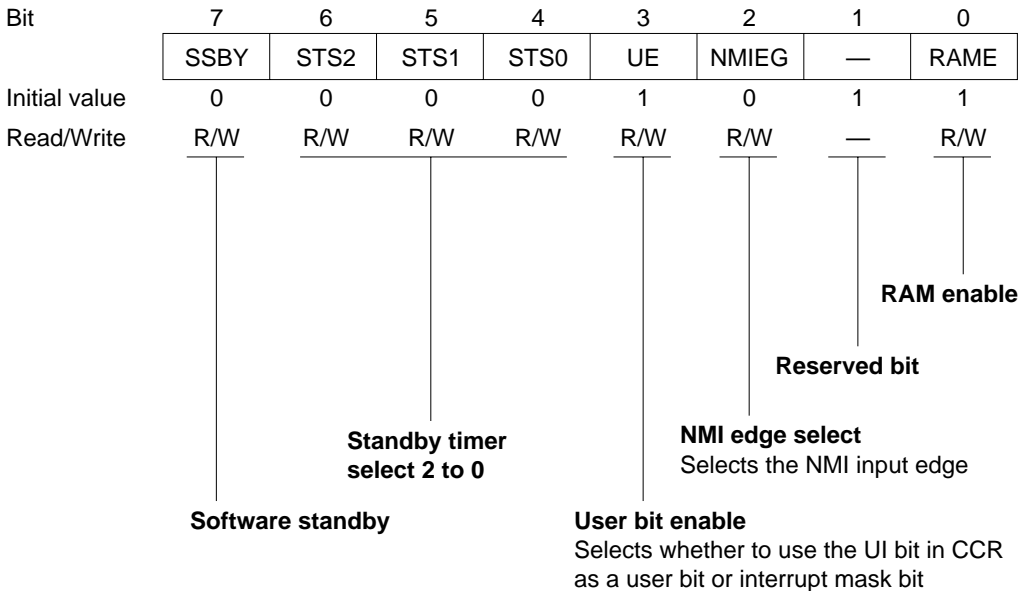 Bit 7 6 5 4 3 2 1 0
SSBY STS2 STS1 STS0 UE NMIEG — RAME
Initial value 0 0 0 0 1 0 1 1
Read/Write R/W R/W R/W R/W R/W R/W — R/W
RAM enable
Reserved bit
NMI edge select
Selects the NMI input edge
Standby timer
select 2 to 0
Software standby
User bit enable
Selects whether to use the UI bit in CCR
as a user bit or interrupt mask bit